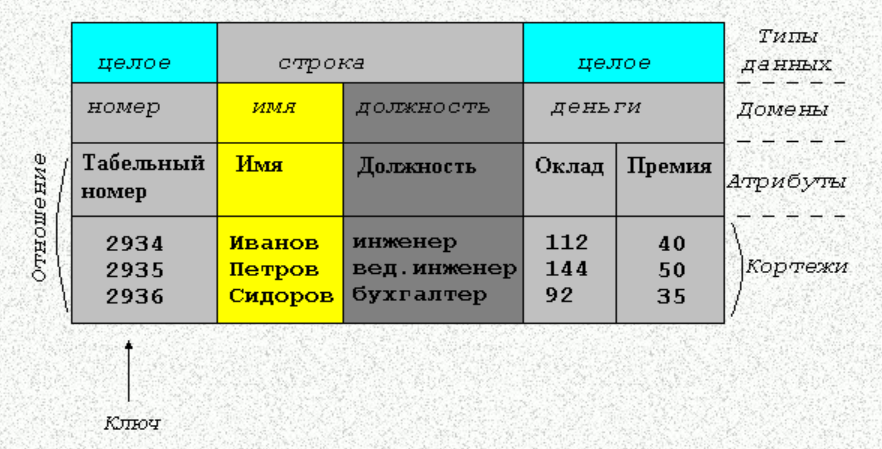 целое строка целое Типы
данных
номер имя должность деньги Домены
Отношение
Табельный
номер Имя Должность Оклад Премия Атрибуты
2934 Иванов инженер 112 40
2935 Петров вед.инженер 144 50 Кортежи
2936 Сидоров бухгалтер 92 35
Ключ